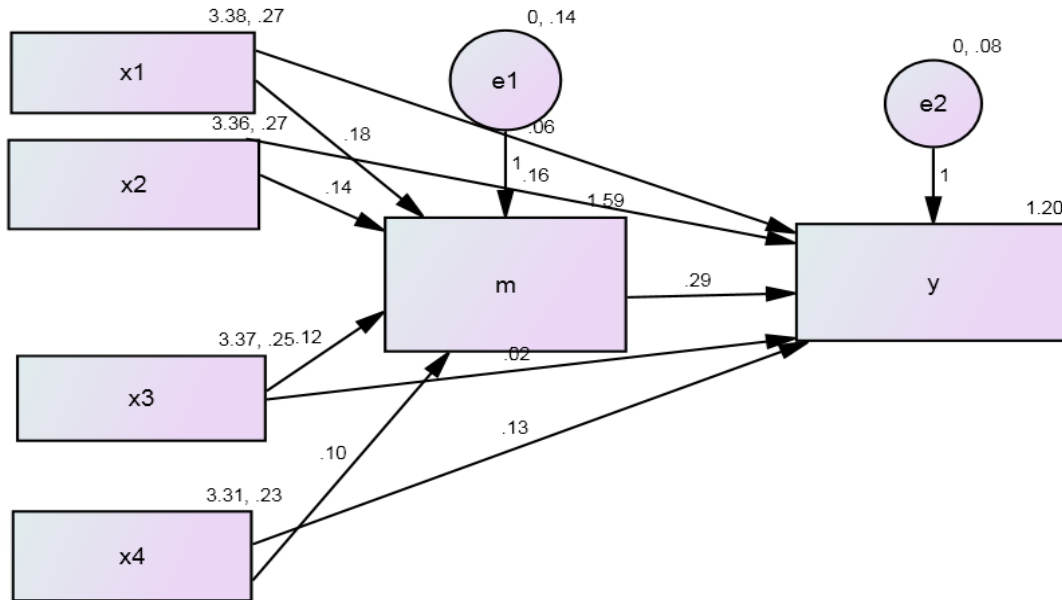 3.38, .27
x1
0, .14
e1
0, .08
e2
3.36, .27
x2
.18
.06
1
.16
.14
1
1.59
1.20
m
.29
y
3.37, .25
.12
.02
x3
.13
.10
3.31, .23
x4